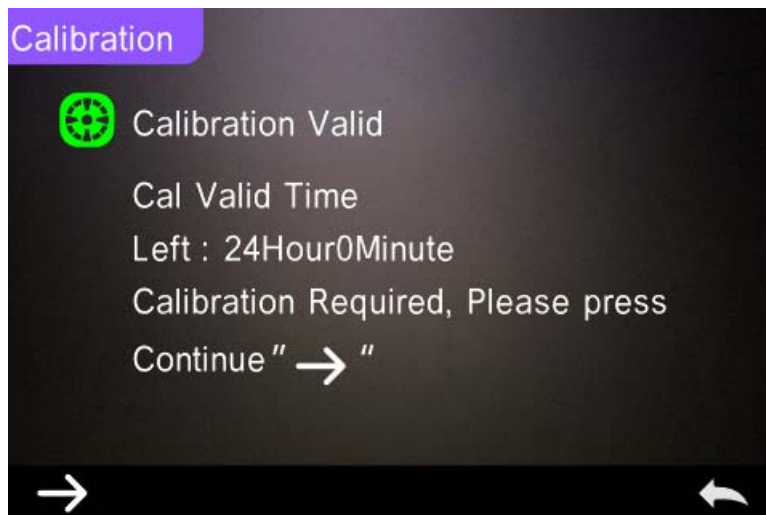 Calibration
Calibration Valid
Cal Valid Time
Left : 24Hour0Minute
Calibration Required, Please press
Continue " → "